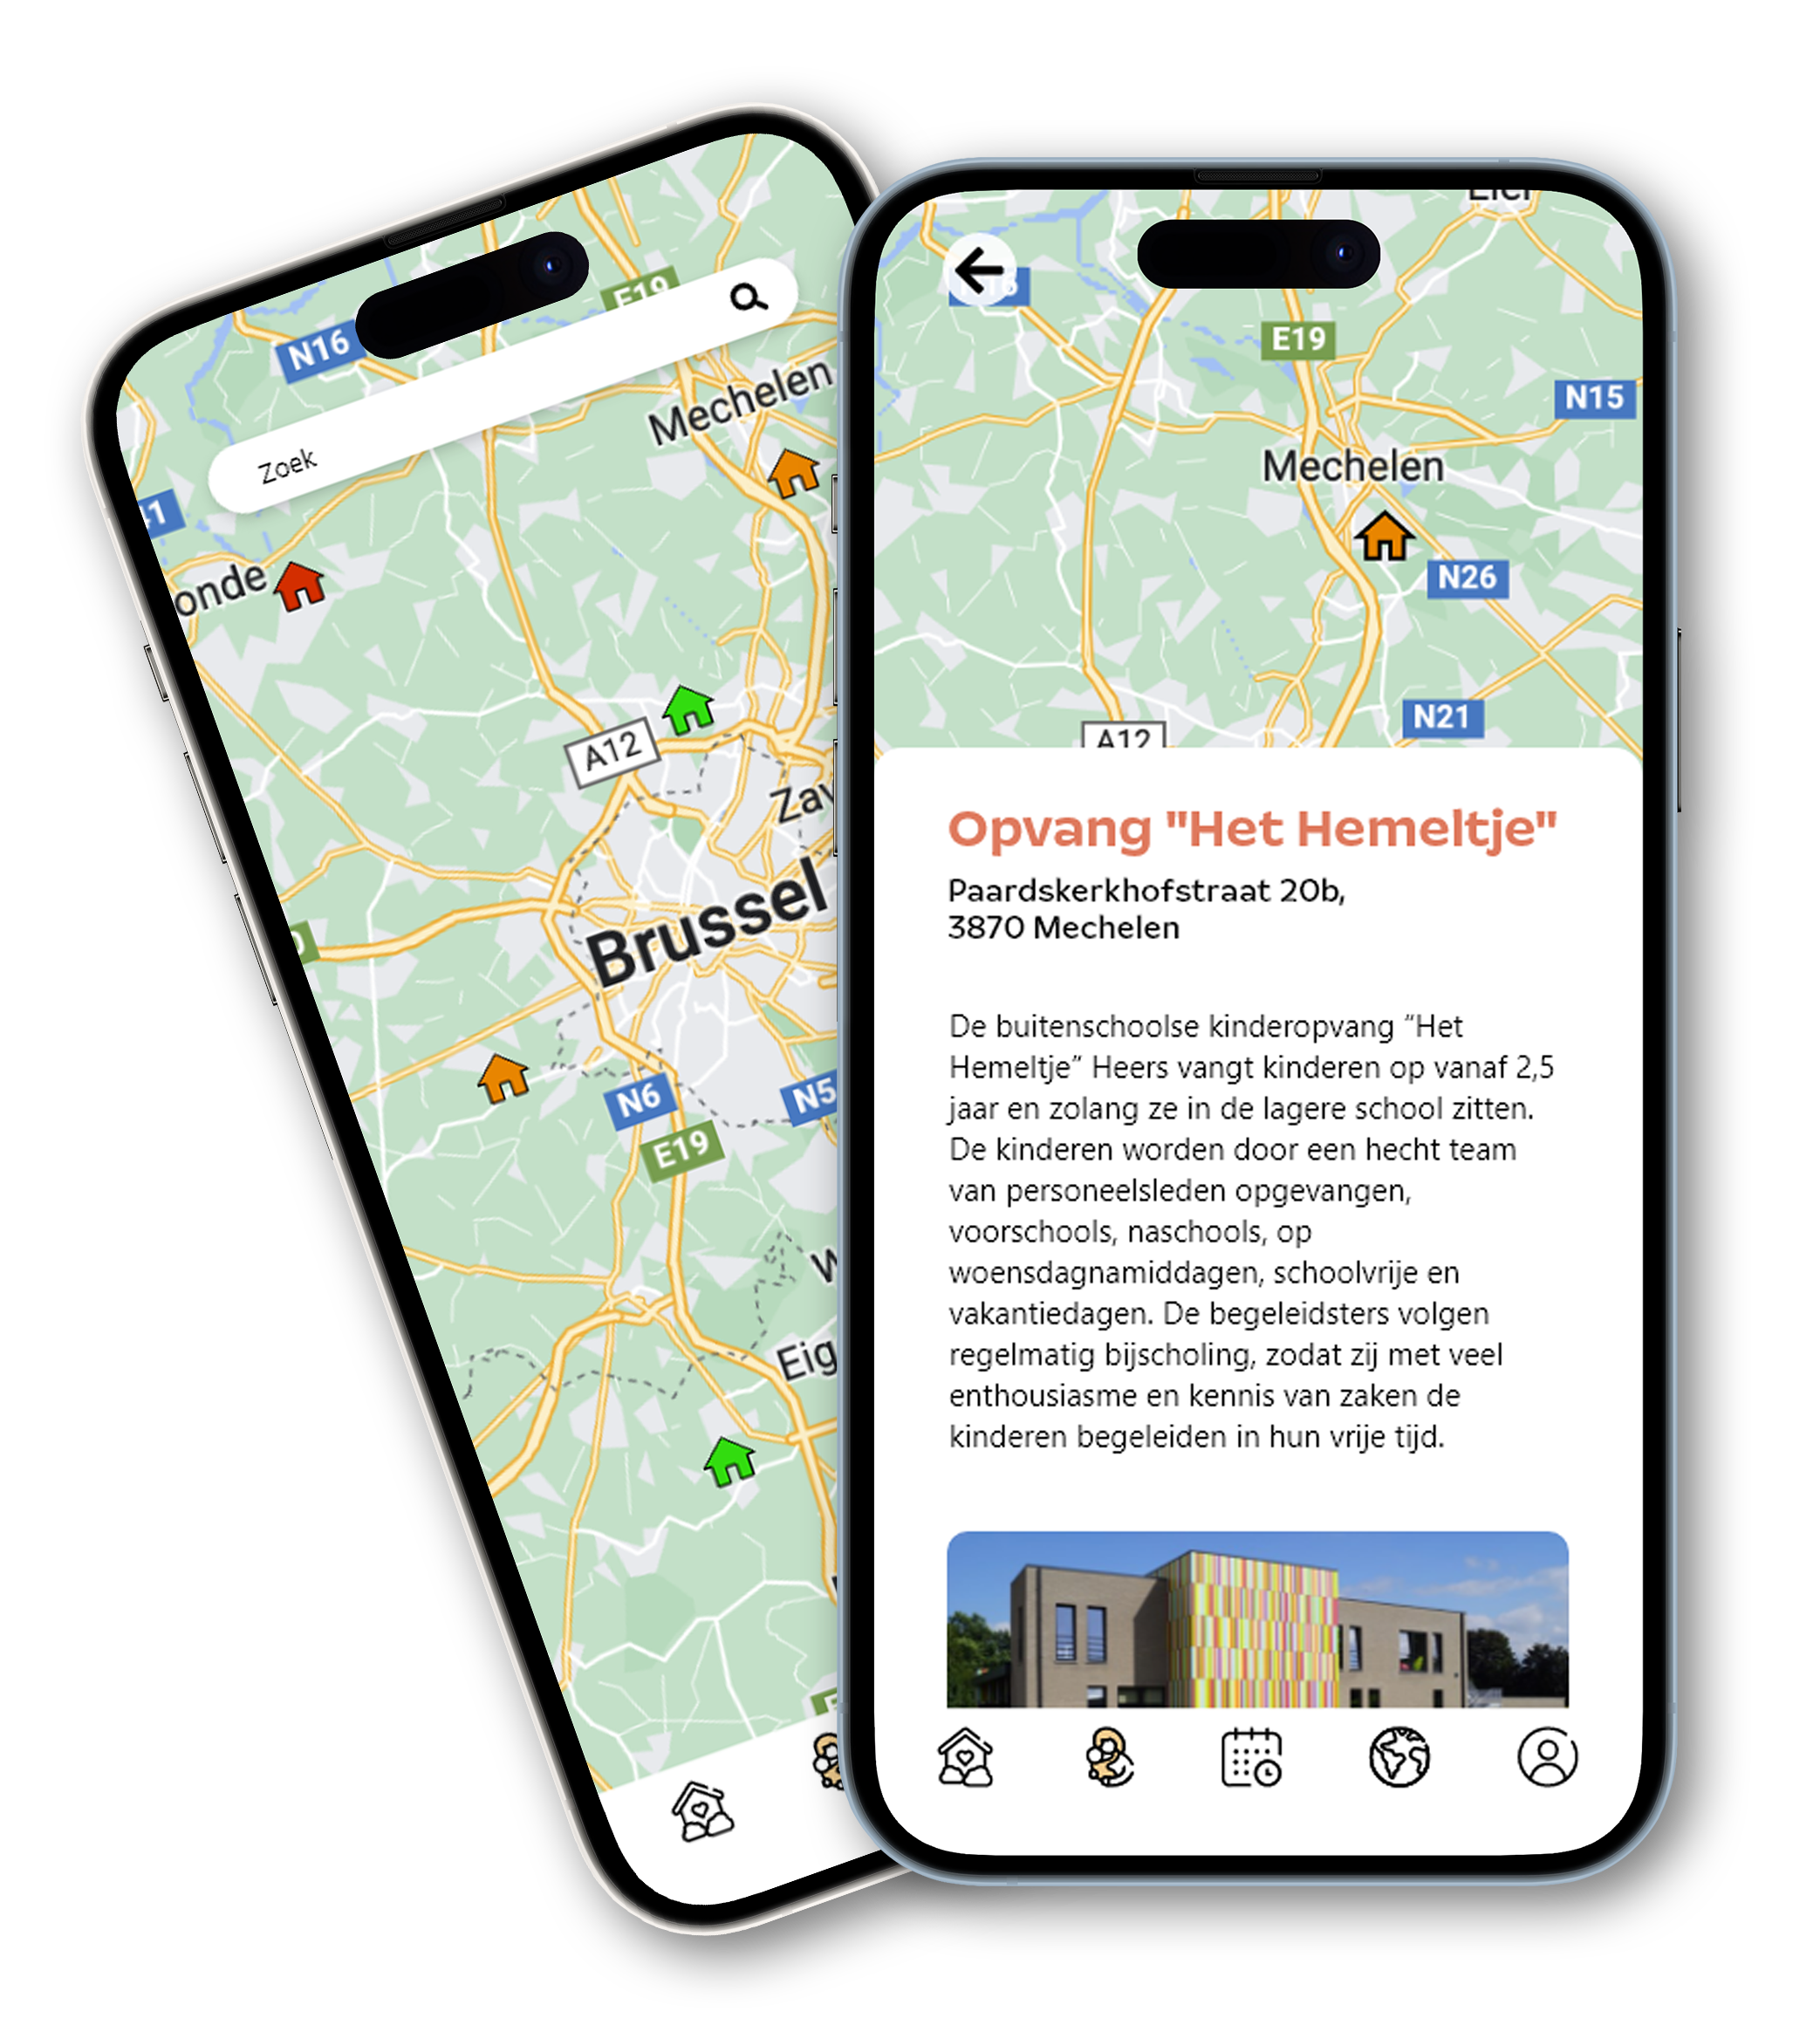 N16
E19
Zoek
Mechelen
onde
A12
Brussel
N6
N5
E19
Eig
E19
N15
Mechelen
N26
N21
A12
Opvang "Het Hemeltje"
Paardskerkhofstraat 20b,
3870 Mechelen
De buitenschoolse kinderopvang “Het
Hemeltje” Heers vangt kinderen op vanaf 2,5
jaar en zolang ze in de lagere school zitten.
De kinderen worden door een hecht team
van personeelsleden opgevangen,
voorschools, naschools, op
woensdagnamiddagen, schoolvrije en
vakantiedagen. De begeleidsters volgen
regelmatig bijscholing, zodat zij met veel
enthousiasme en kennis van zaken de
kinderen begeleiden in hun vrije tijd.